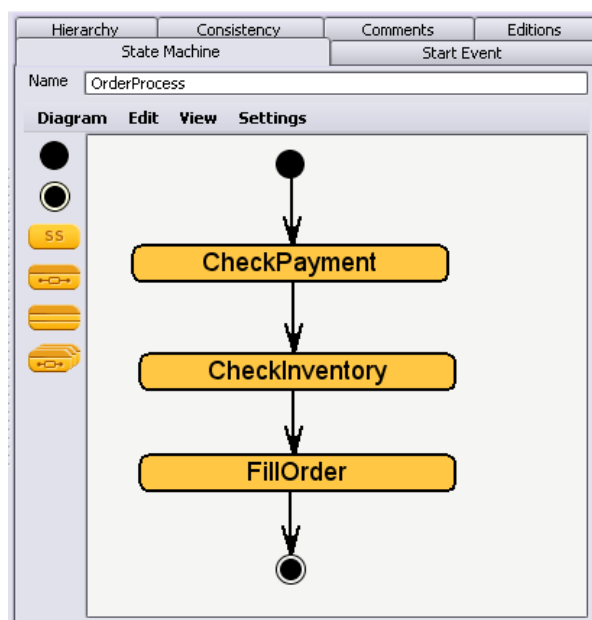 Hierarchy Consistency Comments Editions
State Machine Start Event
Name OrderProcess
Diagram Edit View Settings
SS
CheckPayment
CheckInventory
FillOrder